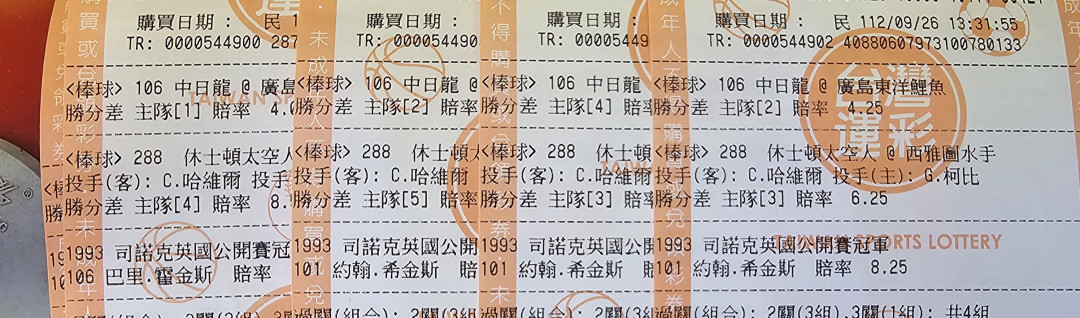 購買日期 : 民
TR: 0000544900 287
<棒球> 106 中日龍 @ 廣島
勝分差 主隊[1] 賠率 4.
<棒球> 288 休士頓太空人
投手(客): C.哈維爾 投手
勝分差 主隊[4] 賠率 8.
1993 司諾克英國公開賽冠
106 巴里.霍金斯 賠率
購買日期 :
TR: 000054490
<棒球> 106 中日龍 @
勝分差 主隊[2] 賠率
<棒球> 288 休士頓
投手(客): C.哈維爾
勝分差 主隊[5] 賠率
1993 司諾克英國公開
101 約翰.希金斯 賠
購買日期 :
TR: 00005449
<棒球> 106 中日龍
勝分差 主隊[4] 賠率
<棒球> 288 休士頓
投手(客): C.哈維爾
勝分差 主隊[3] 賠率
1993 司諾克英國公開
101 約翰.希金斯
購買日期 : 民 112/09/26 13:31:55
TR: 0000544902 40880607973100780133
<棒球> 106 中日龍 @ 廣島東洋鯉魚
勝分差 主隊[2] 賠率 4.25
<棒球> 288 休士頓太空人 @ 西雅圖水手
投手(客): C.哈維爾 投手(主): G.柯比
勝分差 主隊[3] 賠率 6.25
1993 司諾克英國公開賽冠軍
101 約翰.希金斯 賠率 8.25
過關(組合): 2關(3組),3關(1組): 共4組
台灣運彩
TAIWAN SPORTS LOTTERY